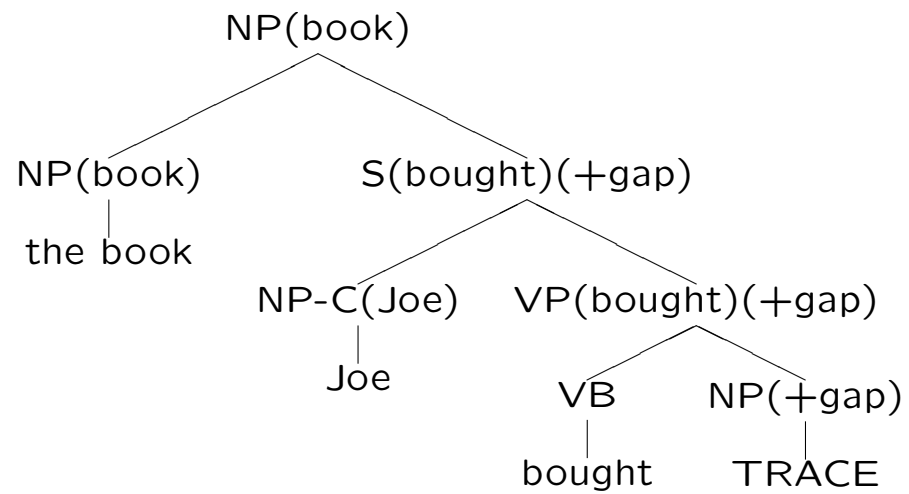 NP(book)
NP(book) S(bought)(+gap)
the book
NP-C(Joe) VP(bought)(+gap)
Joe
VB NP(+gap)
bought TRACE